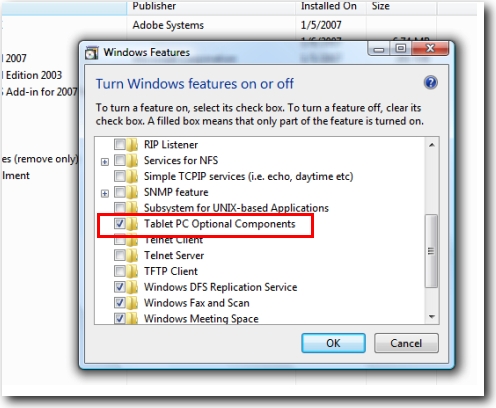 Publisher Installed On Size
Adobe Systems 1/5/2007
2007
Edition 2003
Add-in for 2007
es (remove only)
lment
Windows Features
Turn Windows features on or off
To turn a feature on, select its check box. To turn a feature off, clear its
check box. A filled box means that only part of the feature is turned on.
RIP Listener
Services for NFS
Simple TCPIP services (i.e. echo, daytime etc)
SNMP feature
Subsystem for UNIX-based Applications
Tablet PC Optional Components
Telnet Client
Telnet Server
TFTP Client
Windows DFS Replication Service
Windows Fax and Scan
Windows Meeting Space
OK Cancel